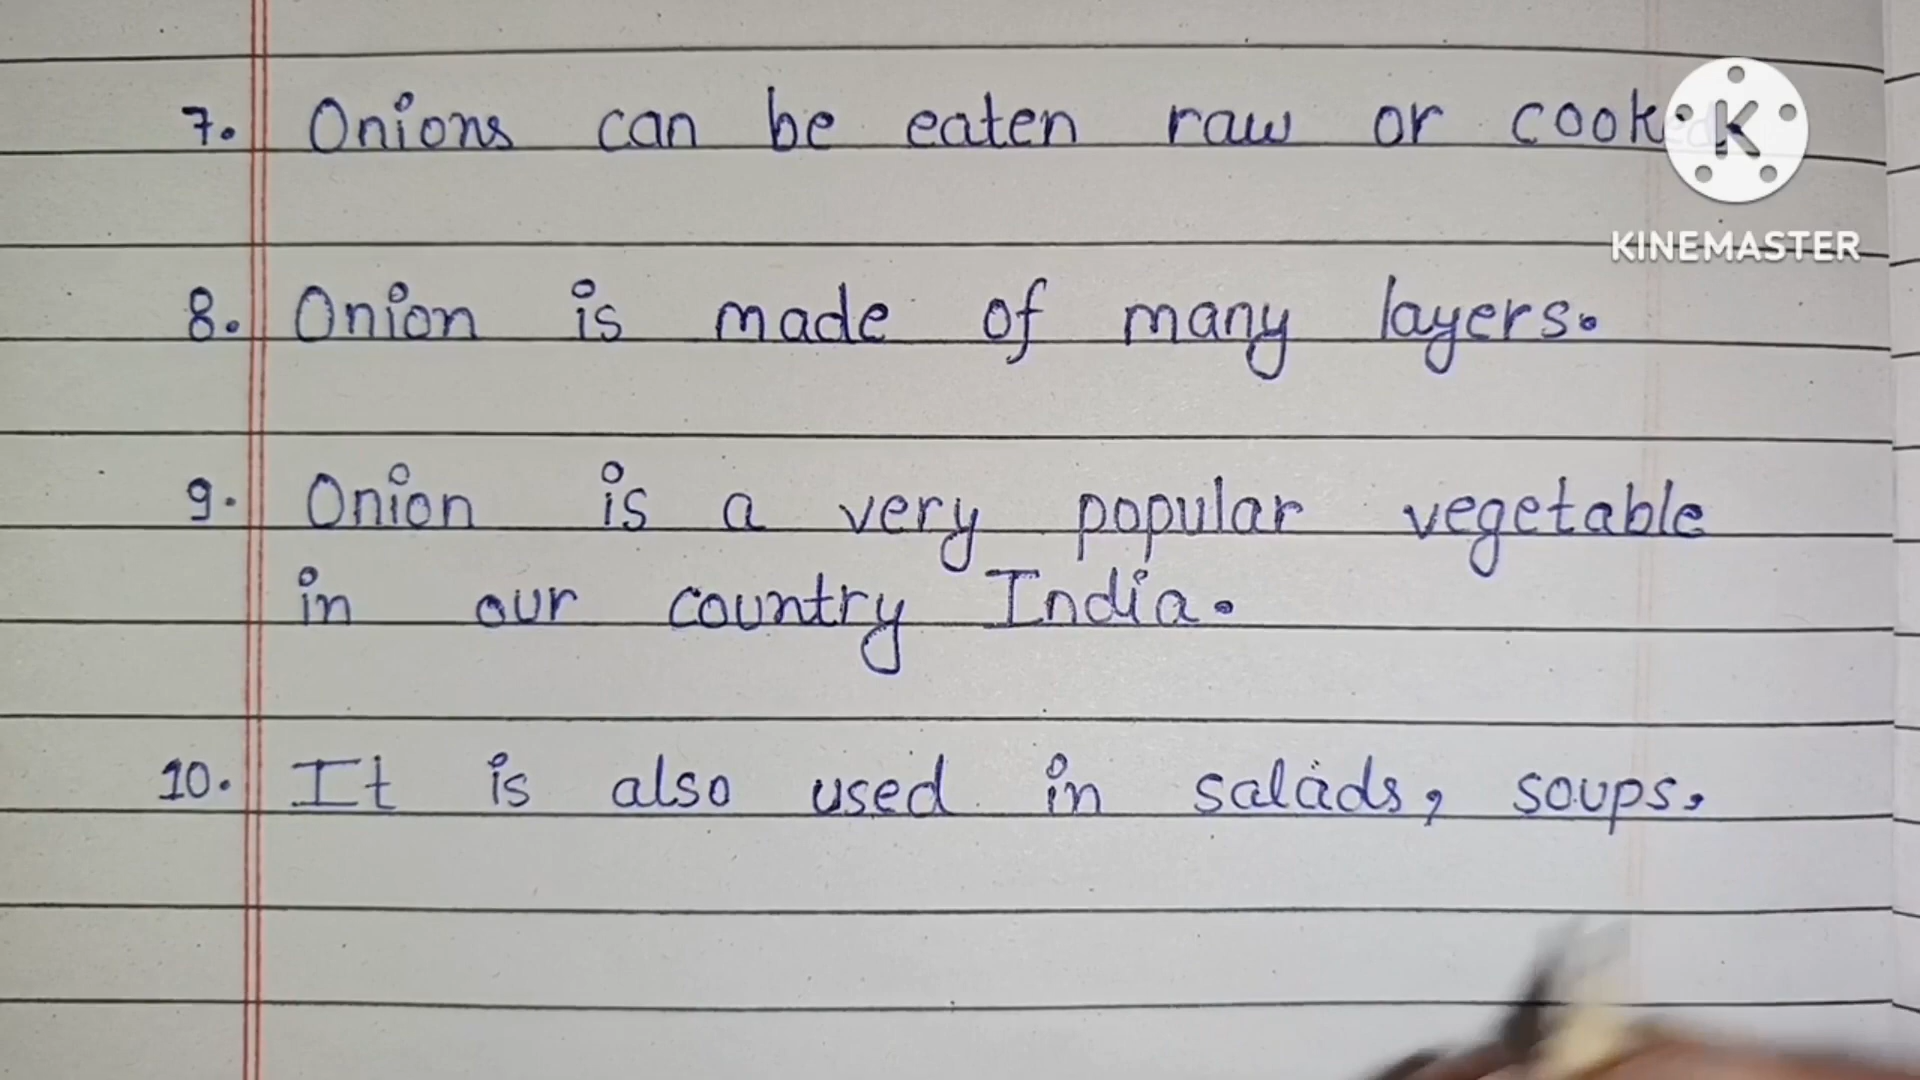 7. Onions can be eaten raw or cooked
K
KINEMASTER
8. Onion is made of many layers.
9. Onion is a very popular vegetable
in our country India.
10. It is also used in salads, soups.